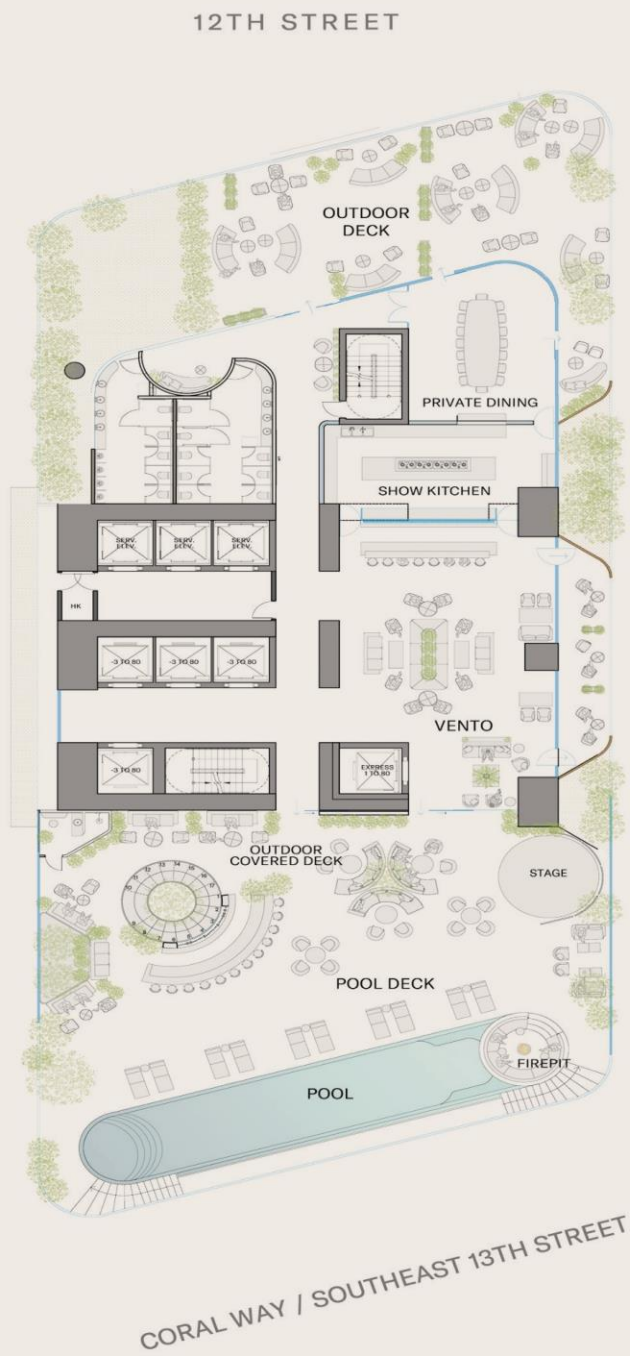 12TH STREET
OUTDOOR
DECK
PRIVATE DINING
SHOW KITCHEN
SERV.
ELEV.
SERV.
ELEV.
SERV.
ELEV.
HK
-3 TO 80
-3 TO 80
-3 TO 80
VENTO
-3 TO 80
EXPRESS
1 TO 80
OUTDOOR
COVERED DECK
STAGE
POOL DECK
FIREPIT
POOL
CORAL WAY / SOUTHEAST 13TH STREET